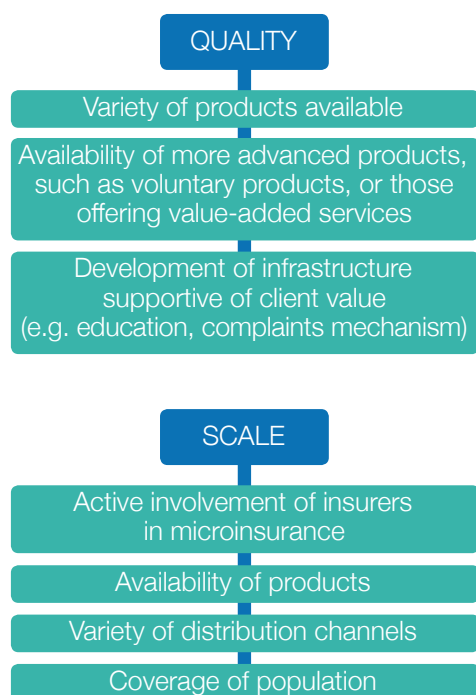 QUALITY
Variety of products available
Availability of more advanced products,
such as voluntary products, or those
offering value-added services
Development of infrastructure
supportive of client value
(e.g. education, complaints mechanism)
SCALE
Active involvement of insurers
in microinsurance
Availability of products
Variety of distribution channels
Coverage of population